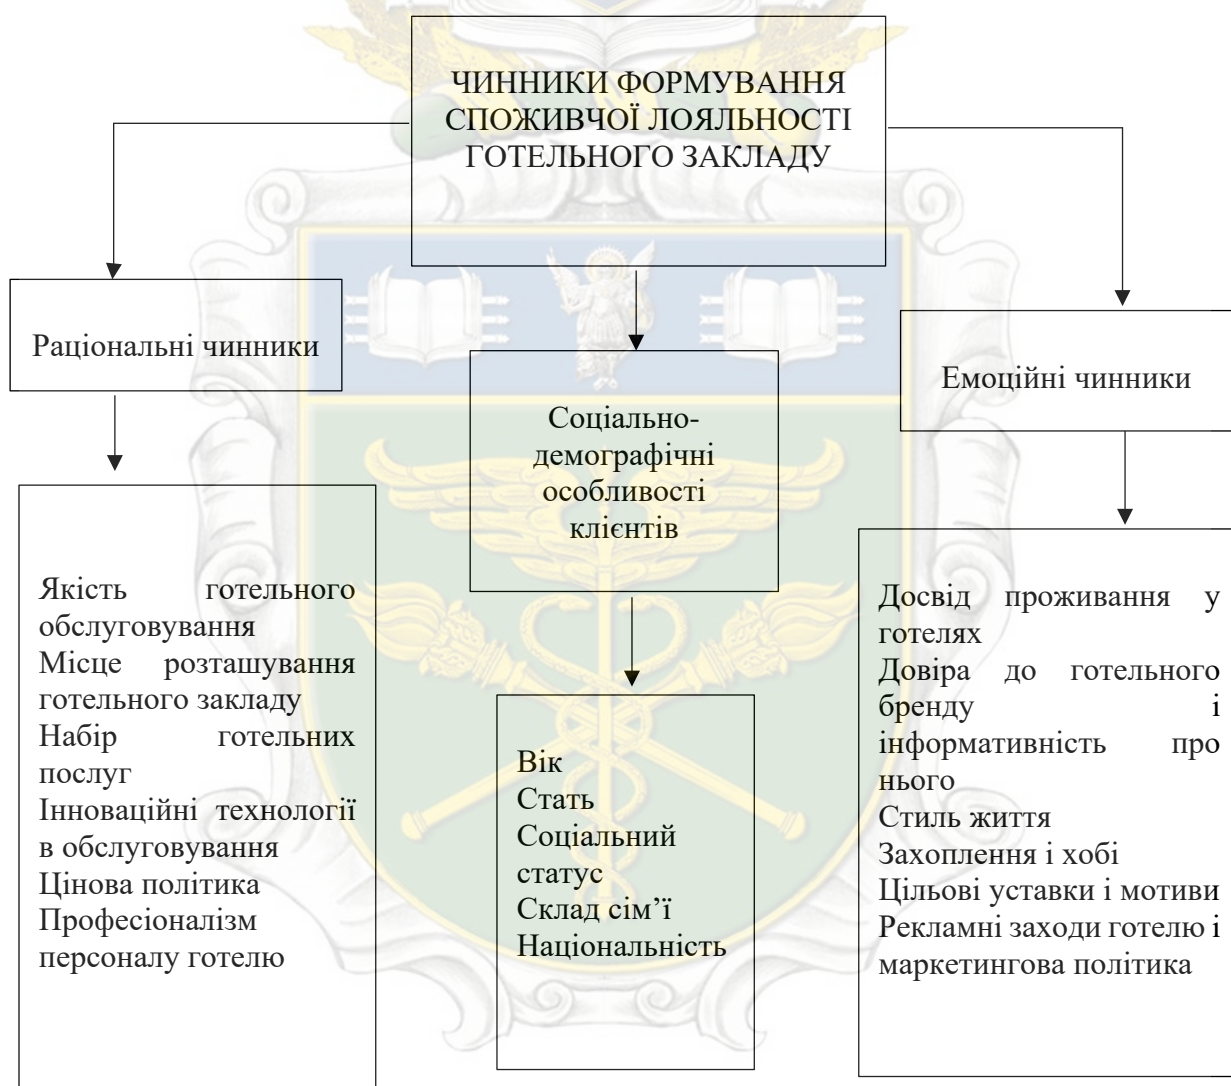 ЧИННИКИ ФОРМУВАННЯ
СПОЖИВЧОЇ ЛОЯЛЬНОСТІ
ГОТЕЛЬНОГО ЗАКЛАДУ
Раціональні чинники
Якість готельного
обслуговування
Місце розташування
готельного закладу
Набір готельних
послуг
Інноваційні технології
в обслуговування
Цінова політика
Професіоналізм
персоналу готелю
Соціально-
демографічні
особливості
клієнтів
Вік
Стать
Соціальний
статус
Склад сім’ї
Національність
Емоційні чинники
Досвід проживання у
готелях
Довіра до готельного
бренду і
інформативність про
нього
Стиль життя
Захоплення і хобі
Цільові уставки і мотиви
Рекламні заходи готелю і
маркетингова політика